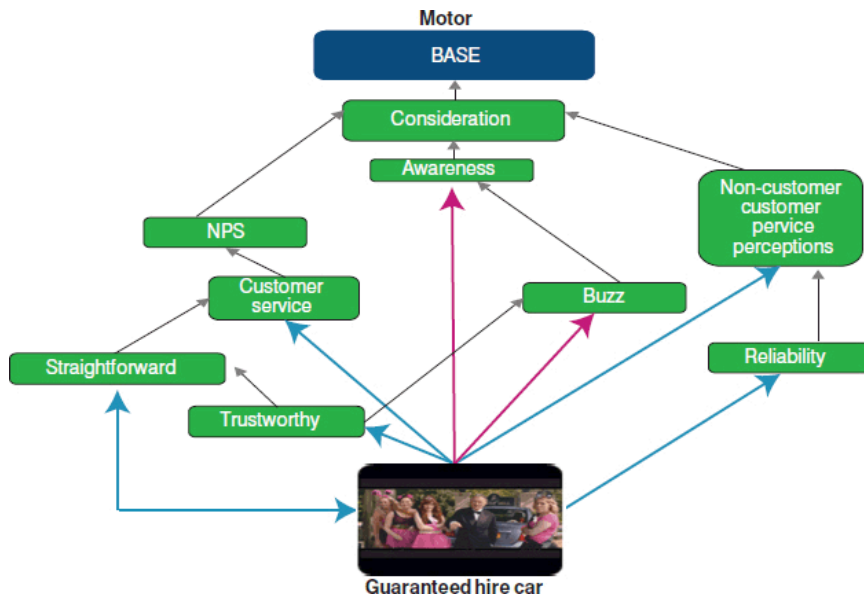 Motor
BASE
Consideration
Awareness
Non-customer
customer
pervice
perceptions
NPS
Customer
service
Buzz
Straightforward
Reliability
Trustworthy
Guaranteed hire car